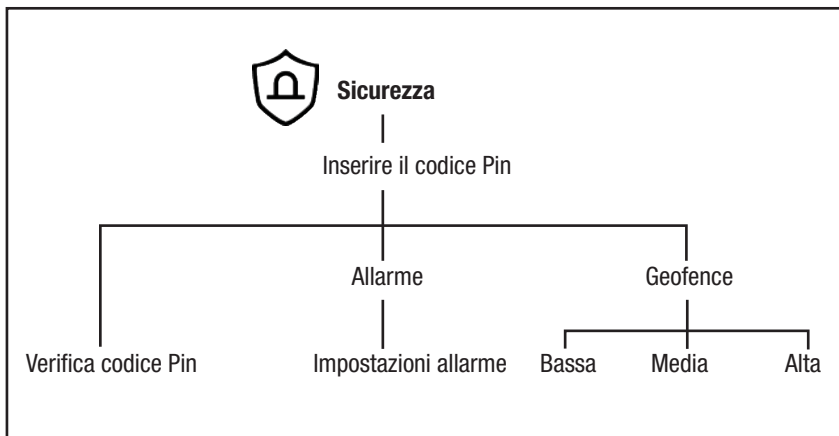 Sicurezza
Inserire il codice Pin
Allarme
Geofence
Verifica codice Pin
Impostazioni allarme
Bassa
Media
Alta